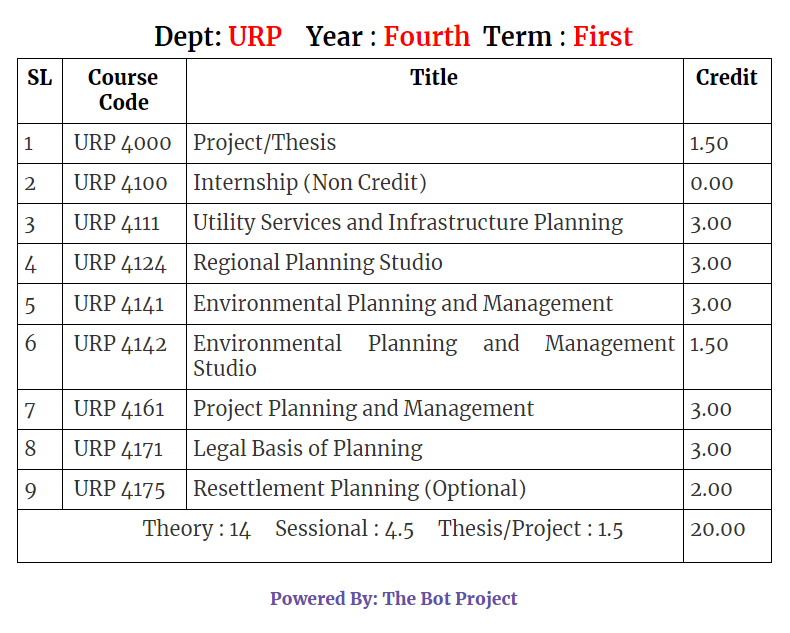 Dept: URP Year : Fourth Term : First
SL Course Code Title Credit
1 URP 4000 Project/Thesis 1.50
2 URP 4100 Internship (Non Credit) 0.00
3 URP 4111 Utility Services and Infrastructure Planning 3.00
4 URP 4124 Regional Planning Studio 3.00
5 URP 4141 Environmental Planning and Management 3.00
6 URP 4142 Environmental Planning and Management 1.50
Studio
7 URP 4161 Project Planning and Management 3.00
8 URP 4171 Legal Basis of Planning 3.00
9 URP 4175 Resettlement Planning (Optional) 2.00
Theory : 14 Sessional : 4.5 Thesis/Project : 1.5 20.00
Powered By: The Bot Project